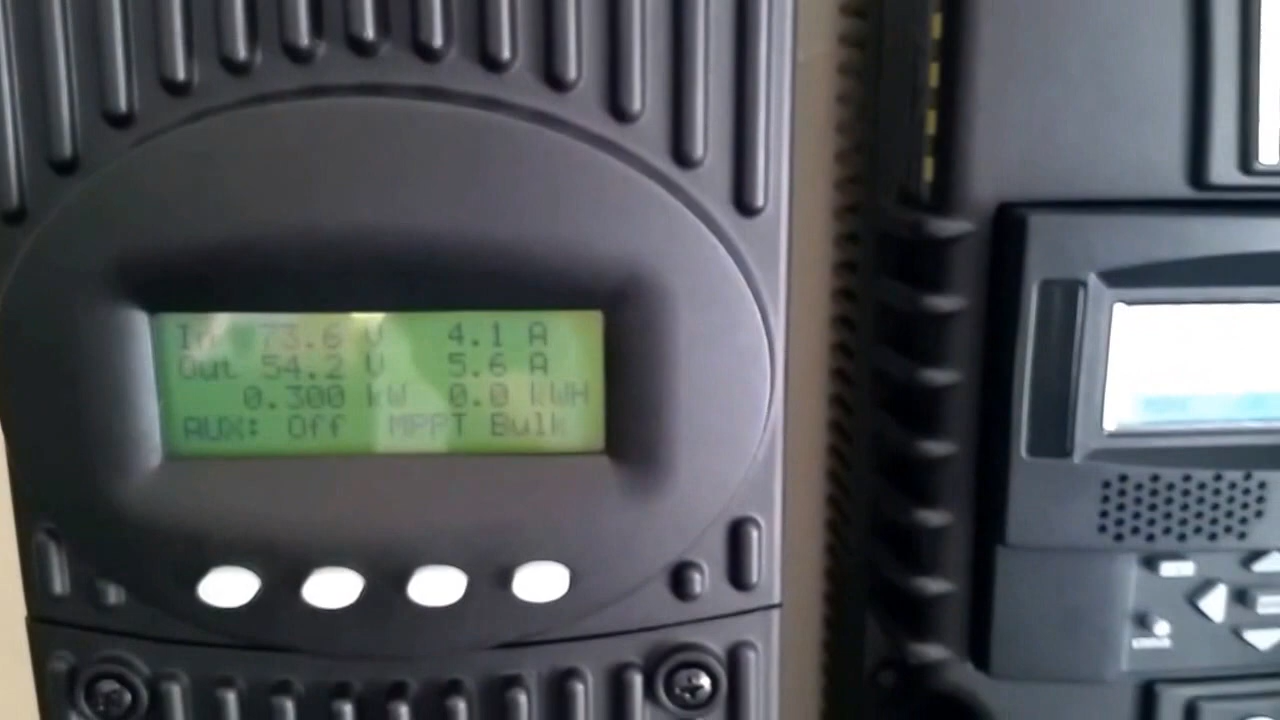 In 73.6 V 4.1 A
Out 54.2 V 5.6 A
0.300 kW 0.0 kWH
AUX: Off MPPT Bulk